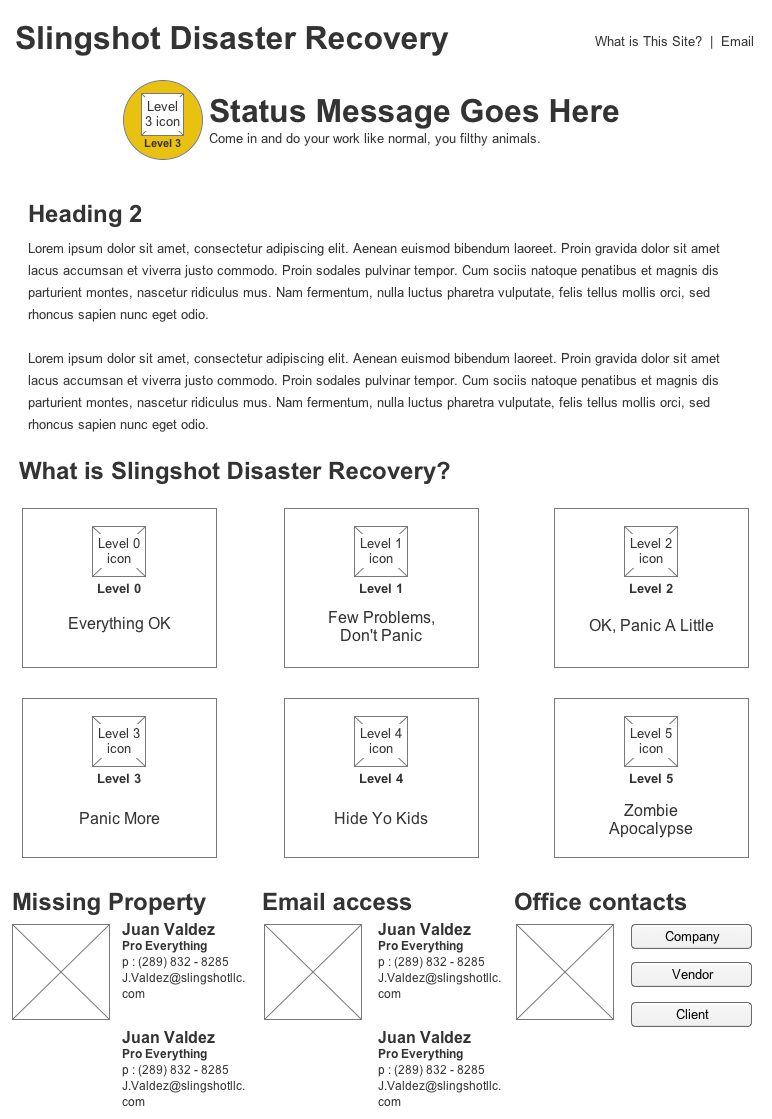 Slingshot Disaster Recovery
What is This Site? | Email
Level
3 icon
Level 3
Status Message Goes Here
Come in and do your work like normal, you filthy animals.
Heading 2
Lorem ipsum dolor sit amet, consectetur adipiscing elit. Aenean euismod bibendum laoreet. Proin gravida dolor sit amet
lacus accumsan et viverra justo commodo. Proin sodales pulvinar tempor. Cum sociis natoque penatibus et magnis dis
parturient montes, nascetur ridiculus mus. Nam fermentum, nulla luctus pharetra vulputate, felis tellus mollis orci, sed
rhoncus sapien nunc eget odio.
Lorem ipsum dolor sit amet, consectetur adipiscing elit. Aenean euismod bibendum laoreet. Proin gravida dolor sit amet
lacus accumsan et viverra justo commodo. Proin sodales pulvinar tempor. Cum sociis natoque penatibus et magnis dis
parturient montes, nascetur ridiculus mus. Nam fermentum, nulla luctus pharetra vulputate, felis tellus mollis orci, sed
rhoncus sapien nunc eget odio.
What is Slingshot Disaster Recovery?
Level 0
icon
Level 0
Everything OK
Level 1
icon
Level 1
Few Problems,
Don't Panic
Level 2
icon
Level 2
OK, Panic A Little
Level 3
icon
Level 3
Panic More
Level 4
icon
Level 4
Hide Yo Kids
Level 5
icon
Level 5
Zombie
Apocalypse
Missing Property
Juan Valdez
Pro Everything
p : (289) 832 - 8285
J.Valdez@slingshotllc.
com
Juan Valdez
Pro Everything
p : (289) 832 - 8285
J.Valdez@slingshotllc.
com
Email access
Juan Valdez
Pro Everything
p : (289) 832 - 8285
J.Valdez@slingshotllc.
com
Juan Valdez
Pro Everything
p : (289) 832 - 8285
J.Valdez@slingshotllc.
com
Office contacts
Company
Vendor
Client